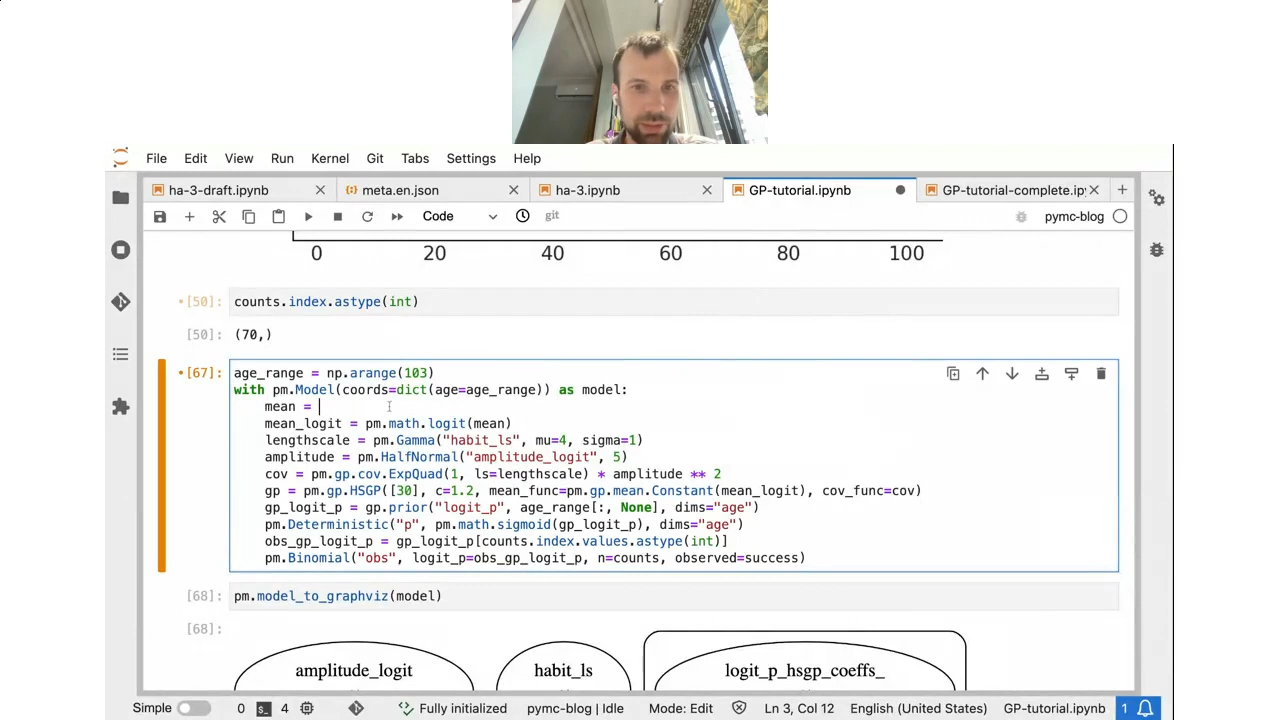 File Edit View Run Kernel Git Tabs Settings Help
ha-3-draft.ipynb meta.en.json ha-3.ipynb GP-tutorial.ipynb GP-tutorial-complete.ip
Code git pymc-blog
0 20 40 60 80 100
[50]: counts.index.astype(int)
[50]: (70,)
[67]: age_range = np.arange(103)
with pm.Model(coords=dict(age=age_range)) as model:
mean =
mean_logit = pm.math.logit(mean)
lengthscale = pm.Gamma("habit_ls", mu=4, sigma=1)
amplitude = pm.HalfNormal("amplitude_logit", 5)
cov = pm.gp.cov.ExpQuad(1, ls=lengthscale) * amplitude ** 2
gp = pm.gp.HSGP([30], c=1.2, mean_func=pm.gp.mean.Constant(mean_logit), cov_func=cov)
gp_logit_p = gp.prior("logit_p", age_range[:, None], dims="age")
pm.Deterministic("p", pm.math.sigmoid(gp_logit_p), dims="age")
obs_gp_logit_p = gp_logit_p[counts.index.values.astype(int)]
pm.Binomial("obs", logit_p=obs_gp_logit_p, n=counts, observed=success)
[68]: pm.model_to_graphviz(model)
[68]:
amplitude_logit habit_ls logit_p_hsgp_coeffs_
Simple 0 $_ 4 Fully initialized pymc-blog | Idle Mode: Edit Ln 3, Col 12 English (United States) GP-tutorial.ipynb 1